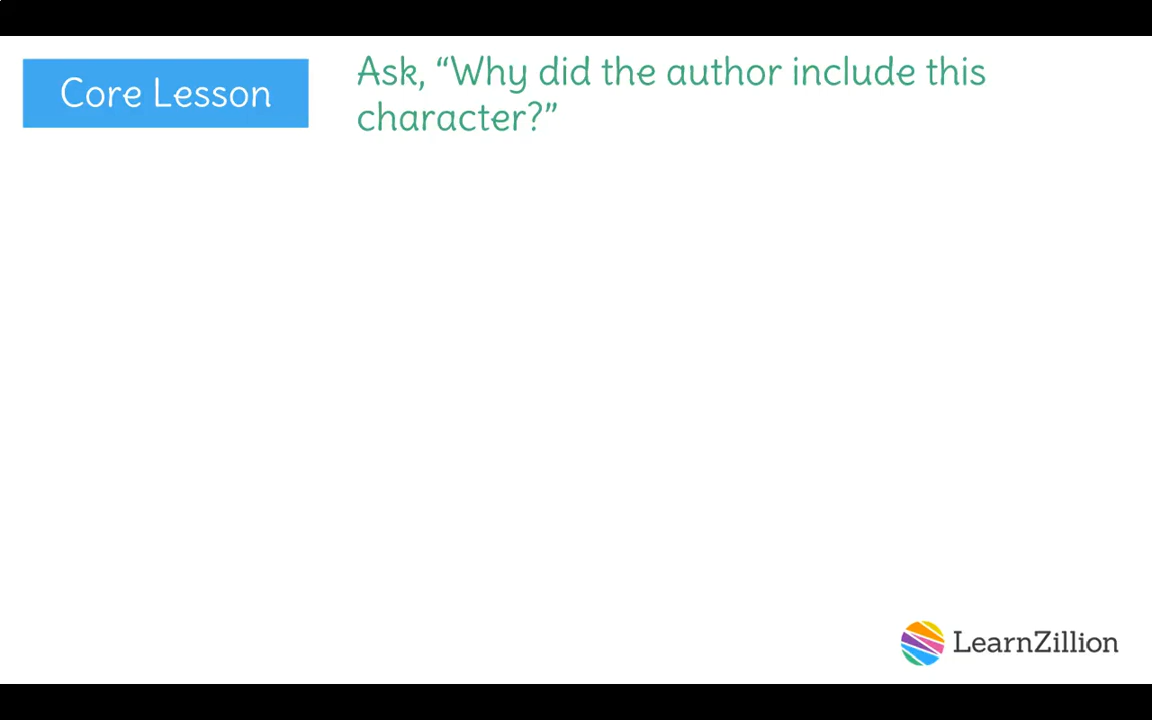 Core Lesson
Ask, “Why did the author include this
character?”
LearnZillion